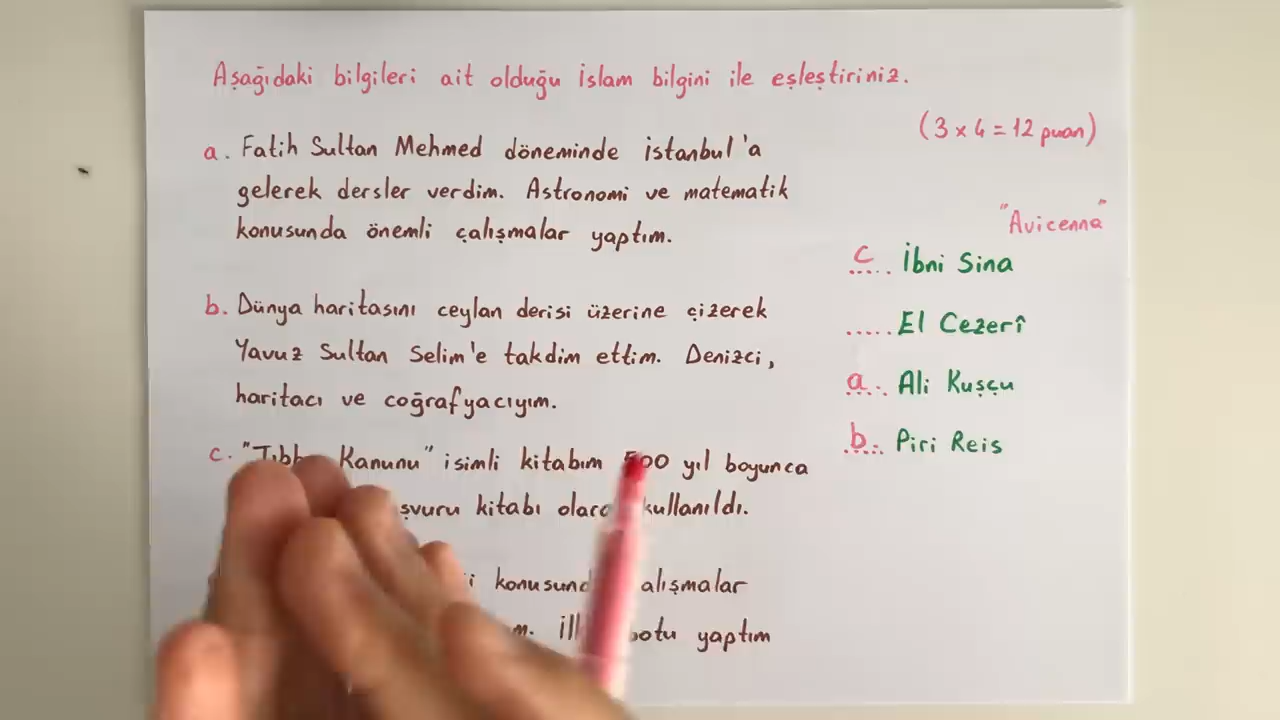 Aşağıdaki bilgileri ait olduğu İslam bilgini ile eşleştiriniz.
(3 x 4 = 12 puan)
a. Fatih Sultan Mehmed döneminde İstanbul'a
gelerek dersler verdim. Astronomi ve matematik
konusunda önemli çalışmalar yaptım.
b. Dünya haritasını ceylan derisi üzerine çizerek
Yavuz Sultan Selim'e takdim ettim. Denizci,
haritacı ve coğrafyacıyım.
c. Kanunu" isimli kitabım 500 yıl boyunca
kitabı kullanıldı.
konusunda
yaptım
"Avicenna"
c İbni Sina
..... El Cezerî
a Ali Kuşçu
b Piri Reis